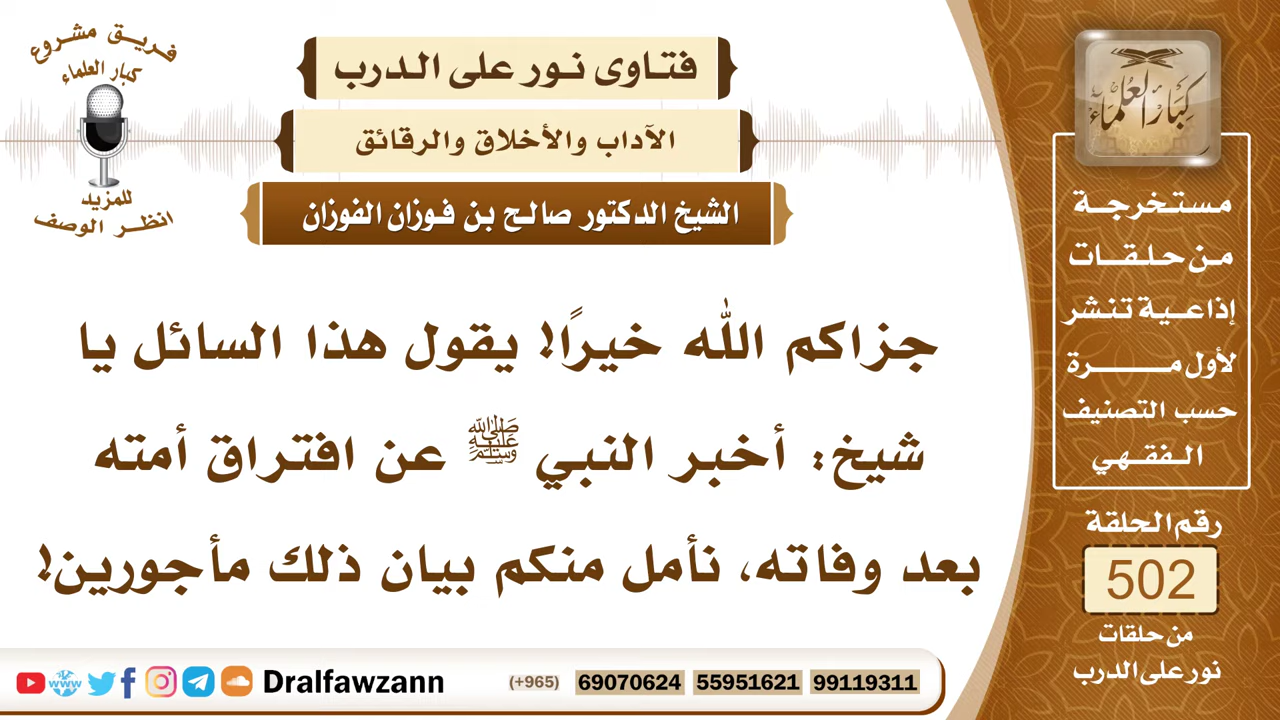 فريق مشروع
كبار العلماء
للمزيد
انظر الوصف
فتاوى نور على الدرب
الآداب والأخلاق والرقائق
الشيخ الدكتور صالح بن فوزان الفوزان
جزاكم الله خيرًا! يقول هذا السائل يا
شيخ: أخبر النبي ﷺ عن افتراق أمته
بعد وفاته، نأمل منكم بيان ذلك مأجورين!
كبار العلماء
مستخرجة
من حلقات
إذاعية تنشر
لأول مرة
حسب التصنيف
الفقهي
رقم الحلقة
502
من حلقات
نور على الدرب
www Dralfawzann (+965) 69070624 55951621 99119311